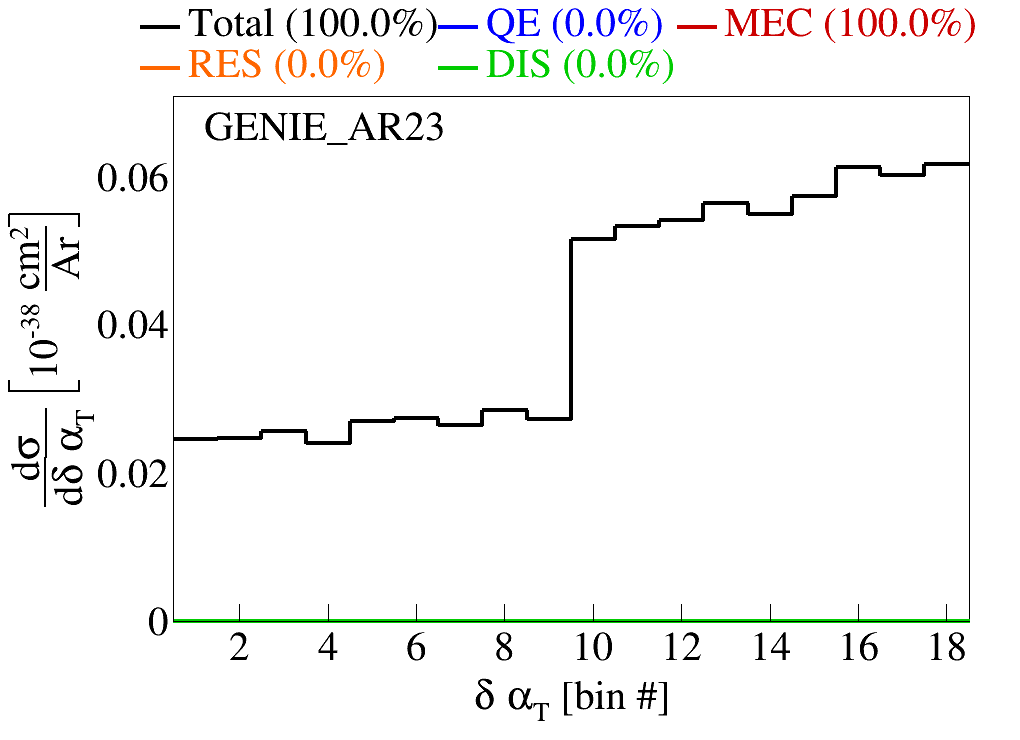 Total (100.0%) QE (0.0%) MEC (100.0%)
RES (0.0%) DIS (0.0%)
GENIE_AR23
0.06
0.04
0.02
0
2 4 6 8 10 12 14 16 18
δ α_T [bin #]
dσ/dδ α_T [10^-38 cm^2/Ar]